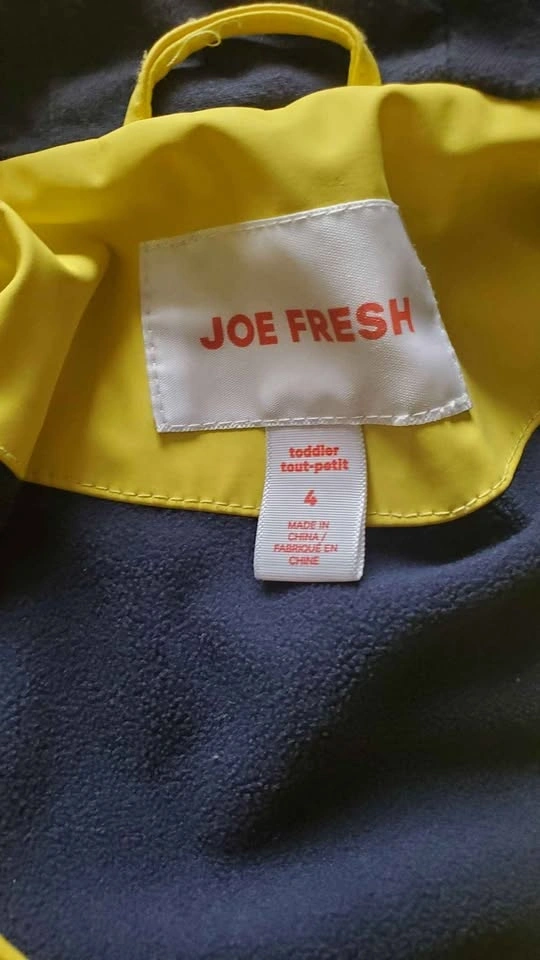 JOE FRESH
toddler
tout-petit
4
MADE IN
CHINA /
FABRIQUÉ EN
CHINE